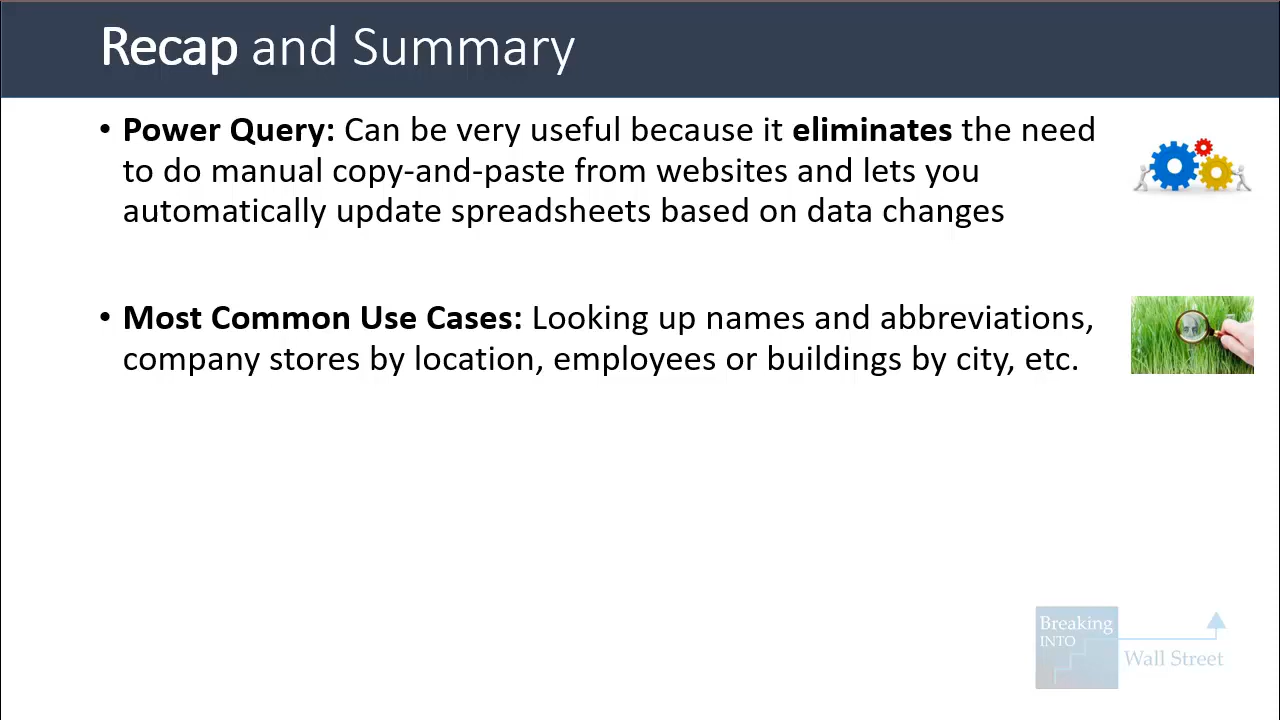 Recap and Summary
• Power Query: Can be very useful because it eliminates the need
to do manual copy-and-paste from websites and lets you
automatically update spreadsheets based on data changes
• Most Common Use Cases: Looking up names and abbreviations,
company stores by location, employees or buildings by city, etc.
Breaking
INTO
Wall Street